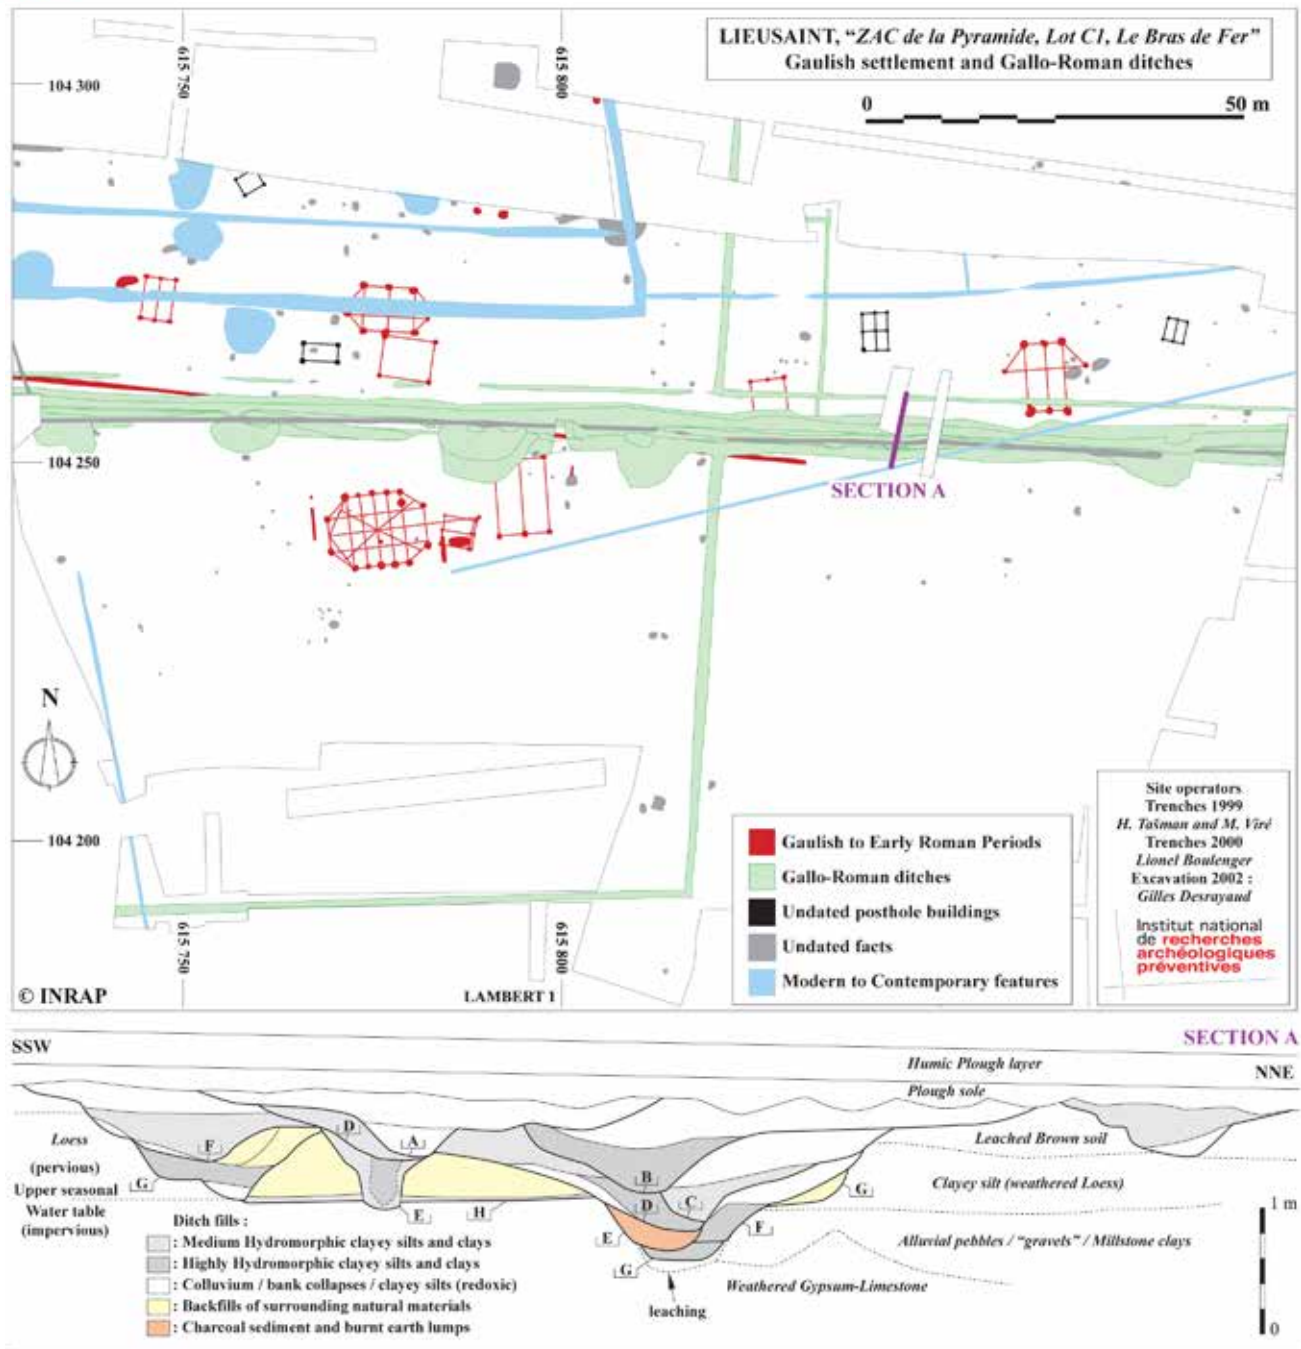 LIEUSAINT, “ZAC de la Pyramide, Lot C1, Le Bras de Fer”
Gaulish settlement and Gallo-Roman ditches
0 50 m
615 750
615 800
104 300
104 250
SECTION A
N
104 200
615 750
615 800
© INRAP
LAMBERT 1
Gaulish to Early Roman Periods
Gallo-Roman ditches
Undated posthole buildings
Undated facts
Modern to Contemporary features
Site operators
Trenches 1999
H. Tašman and M. Viré
Trenches 2000
Lionel Boulenger
Excavation 2002 :
Gilles Desrayaud
Institut national
de recherches
archéologiques
préventives
SECTION A
SSW
NNE
Humic Plough layer
Plough sole
Leached Brown soil
Clayey silt (weathered Loess)
Alluvial pebbles / “gravels” / Millstone clays
Weathered Gypsum-Limestone
leaching
Loess
(pervious)
Upper seasonal
Water table
(impervious)
F
G
D
A
E
H
B
D
C
E
F
G
G
1 m
0
Ditch fills :
: Medium Hydromorphic clayey silts and clays
: Highly Hydromorphic clayey silts and clays
: Colluvium / bank collapses / clayey silts (redoxic)
: Backfills of surrounding natural materials
: Charcoal sediment and burnt earth lumps